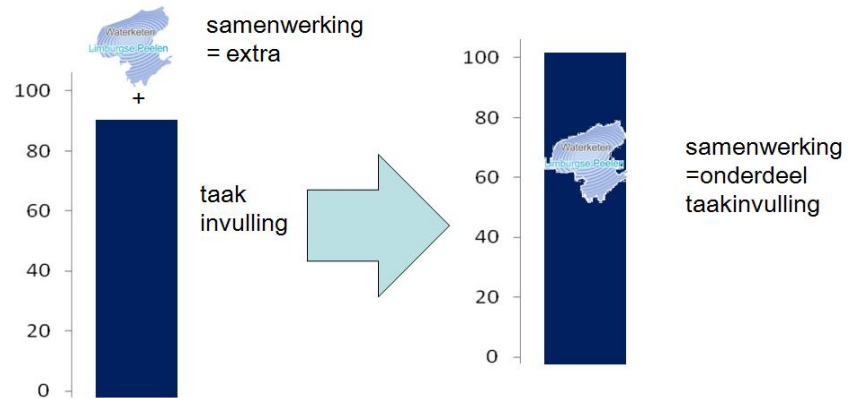 Waterketen
Limburgse Peelen
samenwerking
= extra
+
100
80
60
40
20
0
taak
invulling
100
80
60
40
20
0
Waterketen
Limburgse Peelen
samenwerking
=onderdeel
taakinvulling